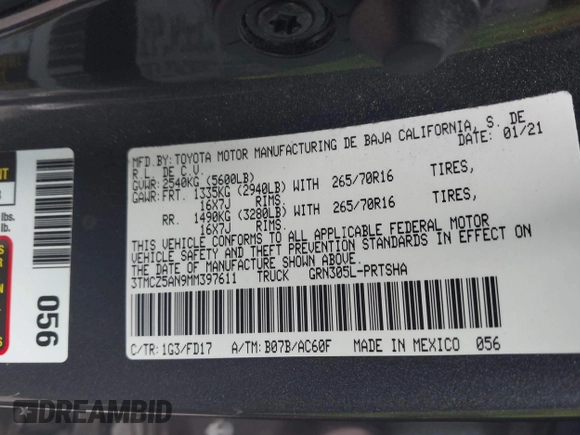 MFD.BY:TOYOTA MOTOR MANUFACTURING DE BAJA CALIFORNIA, S. DE
R.L. DE C.V. DATE: 01/21
GVWR: 2540KG (5600LB)
GAWR: FRT. 1335KG (2940LB) WITH 265/70R16 TIRES,
16X7J RIMS.
RR. 1490KG (3280LB) WITH 265/70R16 TIRES,
16X7J RIMS.
THIS VEHICLE CONFORMS TO ALL APPLICABLE FEDERAL MOTOR
VEHICLE SAFETY AND THEFT PREVENTION STANDARDS IN EFFECT ON
THE DATE OF MANUFACTURE SHOWN ABOVE.
3TMCZ5AN9MM397611 TRUCK GRN305L-PRTSHA
C/TR: 1G3/FD17 A/TM: B07B/AC60F MADE IN MEXICO 056
lbs.
lb.
056
DREAMBID